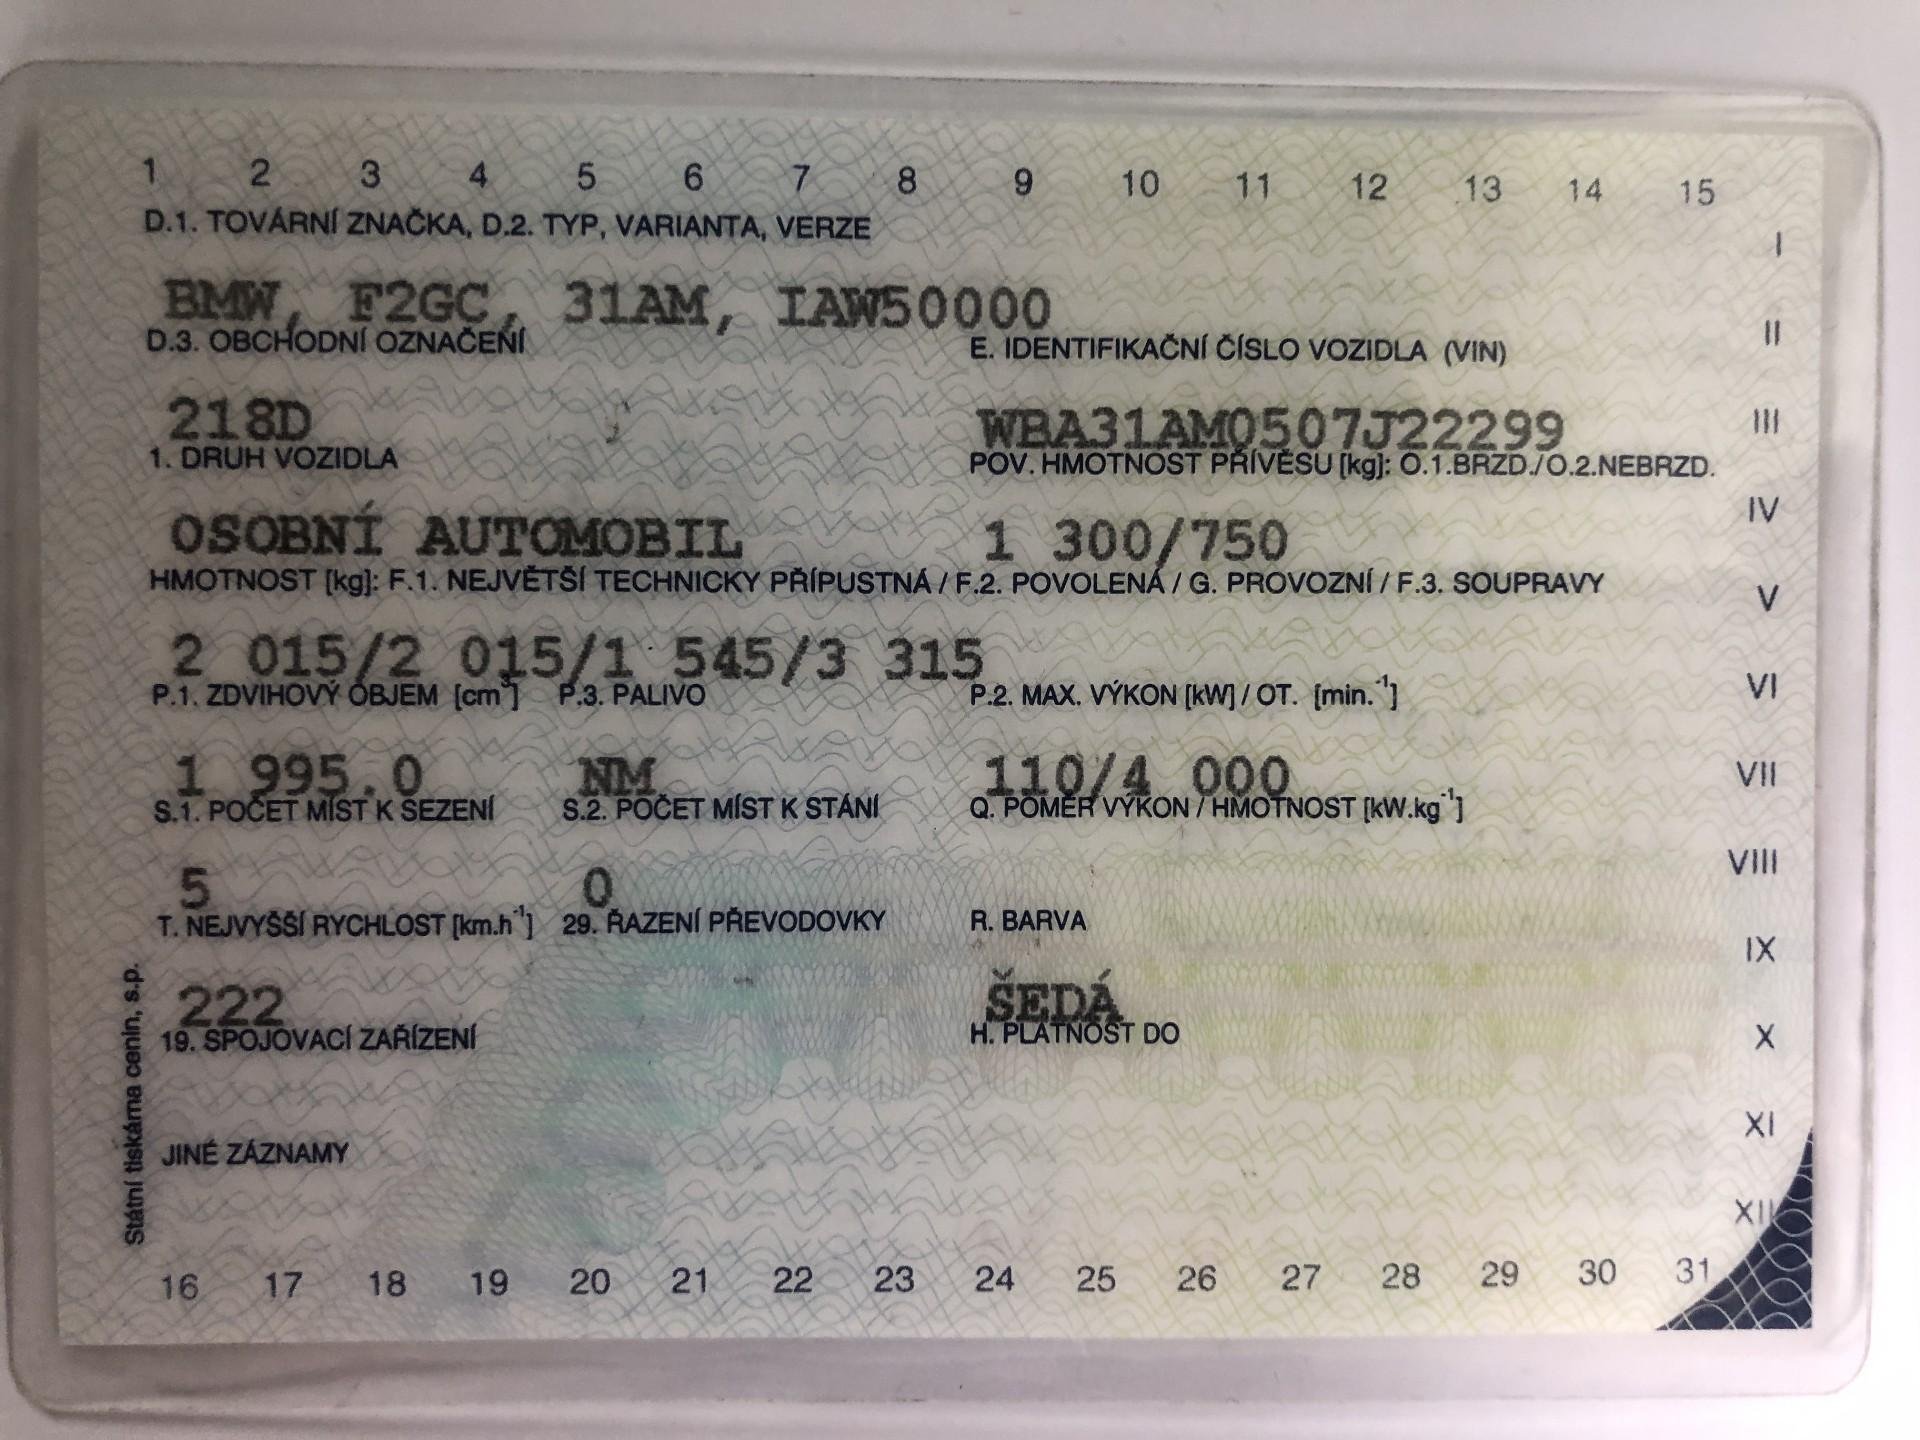 1 2 3 4 5 6 7 8 9 10 11 12 13 14 15
D.1. TOVÁRNÍ ZNAČKA, D.2. TYP, VARIANTA, VERZE
I
BMW, F2GC, 31AM, IAW50000
II
D.3. OBCHODNÍ OZNAČENÍ E. IDENTIFIKAČNÍ ČÍSLO VOZIDLA (VIN)
218D WBA31AM0507J22299
III
1. DRUH VOZIDLA POV. HMOTNOST PŘÍVĚSU [kg]: O.1.BRZD./O.2.NEBRZD.
IV
OSOBNÍ AUTOMOBIL 1 300/750
HMOTNOST [kg]: F.1. NEJVĚTŠÍ TECHNICKY PŘÍPUSTNÁ / F.2. POVOLENÁ / G. PROVOZNÍ / F.3. SOUPRAVY
V
2 015/2 015/1 545/3 315
VI
P.1. ZDVIHOVÝ OBJEM [cm³] P.3. PALIVO P.2. MAX. VÝKON [kW] / OT. [min.⁻¹]
1 995.0 NM 110/4 000
VII
S.1. POČET MÍST K SEZENÍ S.2. POČET MÍST K STÁNÍ Q. POMĚR VÝKON / HMOTNOST [kW.kg⁻¹]
VIII
5 0
T. NEJVYŠŠÍ RYCHLOST [km.h⁻¹] 29. ŘAZENÍ PŘEVODOVKY R. BARVA
IX
222 ŠEDÁ
19. SPOJOVACÍ ZAŘÍZENÍ H. PLATNOST DO
X
XI
JINÉ ZÁZNAMY
XII
16 17 18 19 20 21 22 23 24 25 26 27 28 29 30 31
Státní tiskárna cenin, s.p.